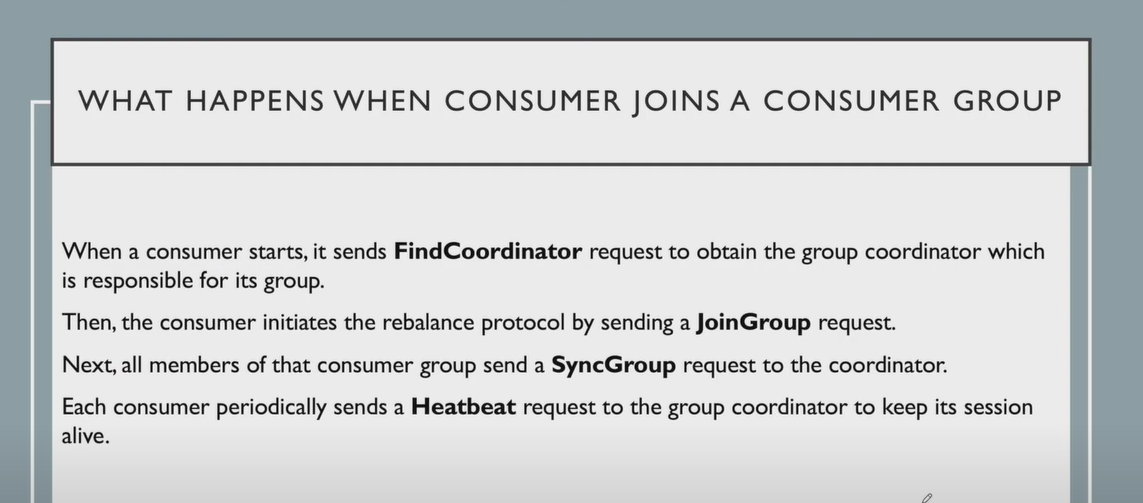 WHAT HAPPENS WHEN CONSUMER JOINS A CONSUMER GROUP
When a consumer starts, it sends FindCoordinator request to obtain the group coordinator which
is responsible for its group.
Then, the consumer initiates the rebalance protocol by sending a JoinGroup request.
Next, all members of that consumer group send a SyncGroup request to the coordinator.
Each consumer periodically sends a Heatbeat request to the group coordinator to keep its session
alive.